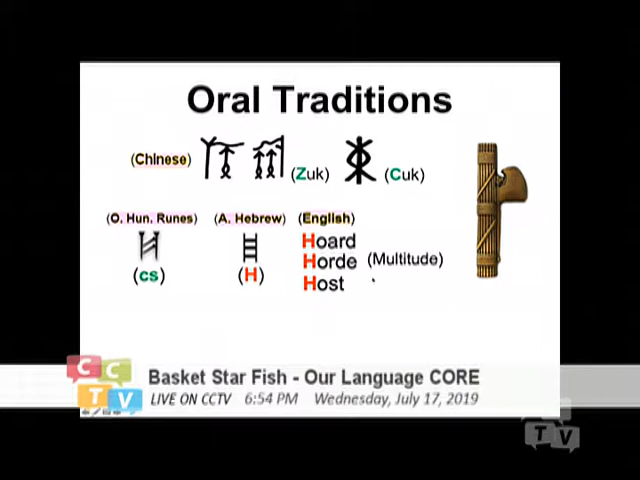 Oral Traditions
(Chinese) (Zuk) (Cuk)
(O. Hun. Runes) (A. Hebrew) (English)
Hoard
Horde (Multitude)
(cs) (H) Host
CCTV
Basket Star Fish - Our Language CORE
LIVE ON CCTV 6:54 PM Wednesday, July 17, 2019
TV